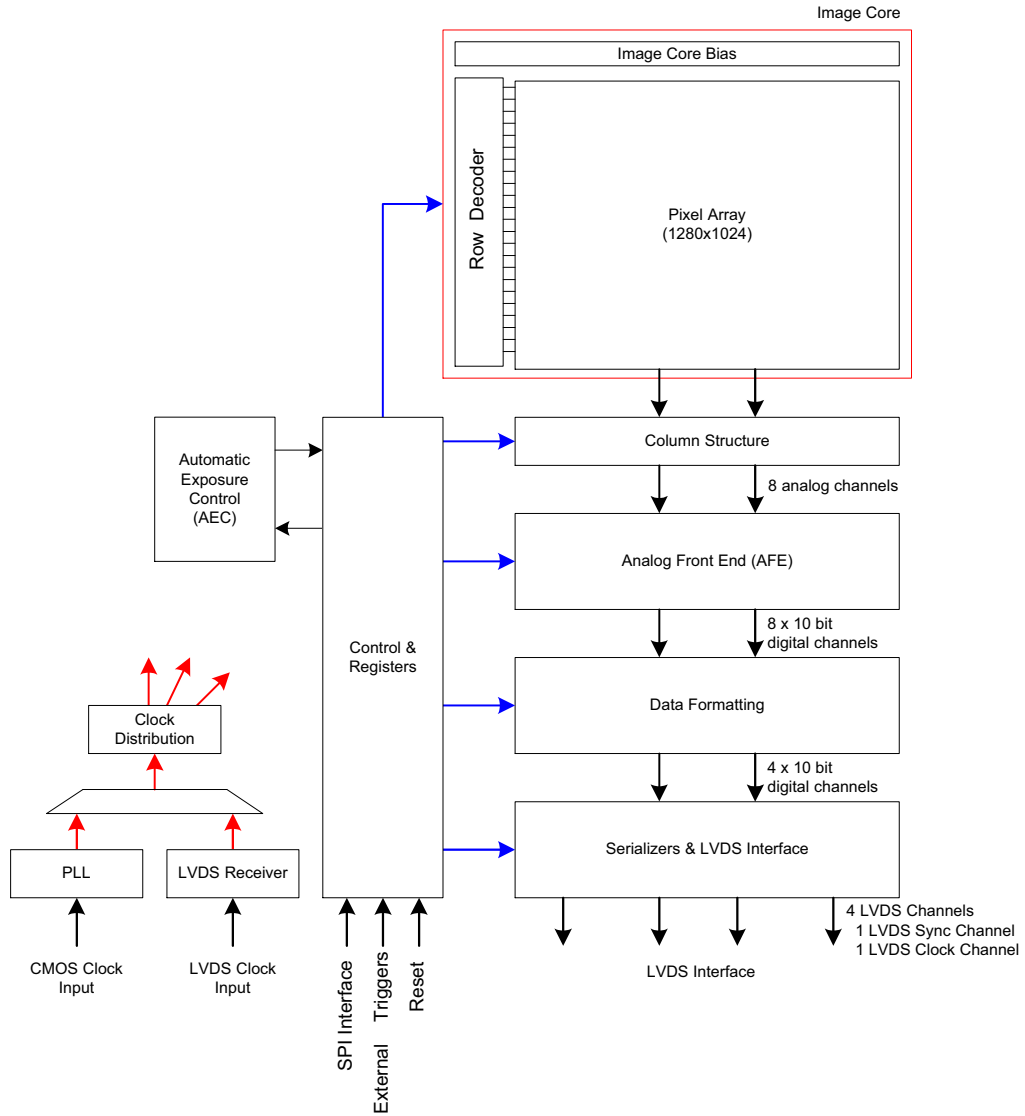 Image Core
Image Core Bias
Row Decoder
Pixel Array
(1280x1024)
Automatic
Exposure
Control
(AEC)
Column Structure
8 analog channels
Analog Front End (AFE)
8 x 10 bit
digital channels
Control &
Registers
Data Formatting
4 x 10 bit
digital channels
Clock
Distribution
PLL
LVDS Receiver
Serializers & LVDS Interface
4 LVDS Channels
1 LVDS Sync Channel
1 LVDS Clock Channel
CMOS Clock
Input
LVDS Clock
Input
SPI Interface
External Triggers
Reset
LVDS Interface